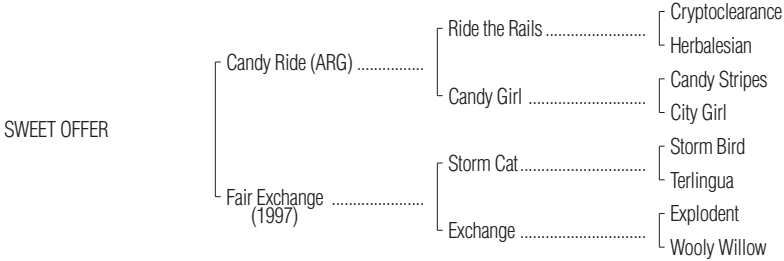 Cryptoclearance
Ride the Rails ........................
Herbalesian
Candy Ride (ARG) ................
Candy Stripes
Candy Girl ............................
City Girl
SWEET OFFER
Storm Bird
Storm Cat..............................
Terlingua
Fair Exchange ......................
(1997)
Explodent
Exchange ..............................
Wooly Willow